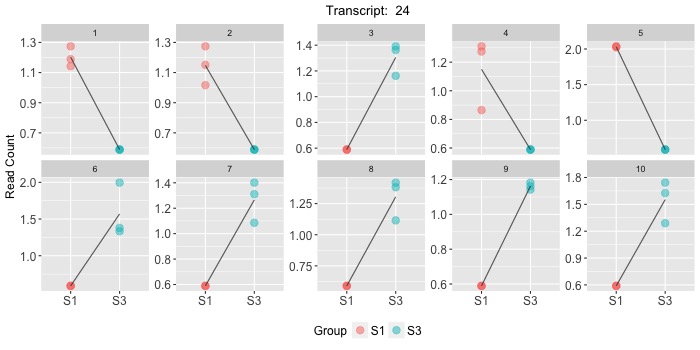 Transcript: 24
1 2 3 4 5
1.3 1.3 1.4 1.2 2.0
1.1 1.1 1.2 1.0 1.5
0.9 0.9 1.0 0.8 1.0
0.7 0.7 0.8 0.6
0.6
Read Count
6 7 8 9 10
2.0 1.4 1.25 1.2 1.8
1.5 1.2 1.00 1.0 1.5
1.0 1.0 0.75 0.8 1.2
0.8 0.6 0.9
0.6 0.6
S1 S3 S1 S3 S1 S3 S1 S3 S1 S3
Group S1 S3